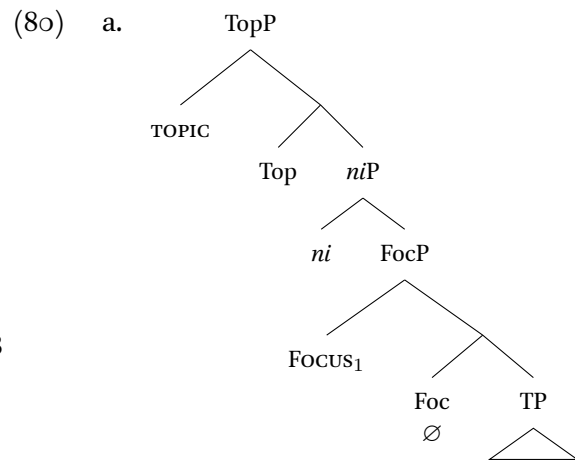 (80) a. TopP
TOPIC
Top niP
ni FocP
FOCUS₁
Foc TP
∅